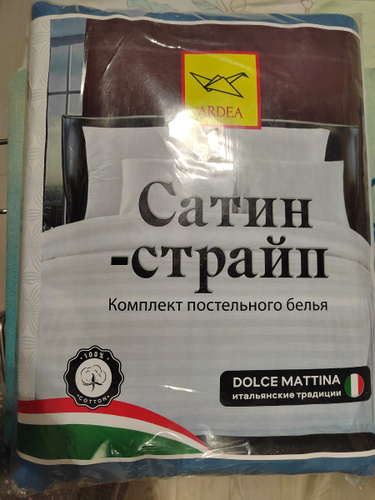 ARDEA
Сатин
-страйп
Комплект постельного белья
100%
COTTON
DOLCE MATTINA
итальянские традиции